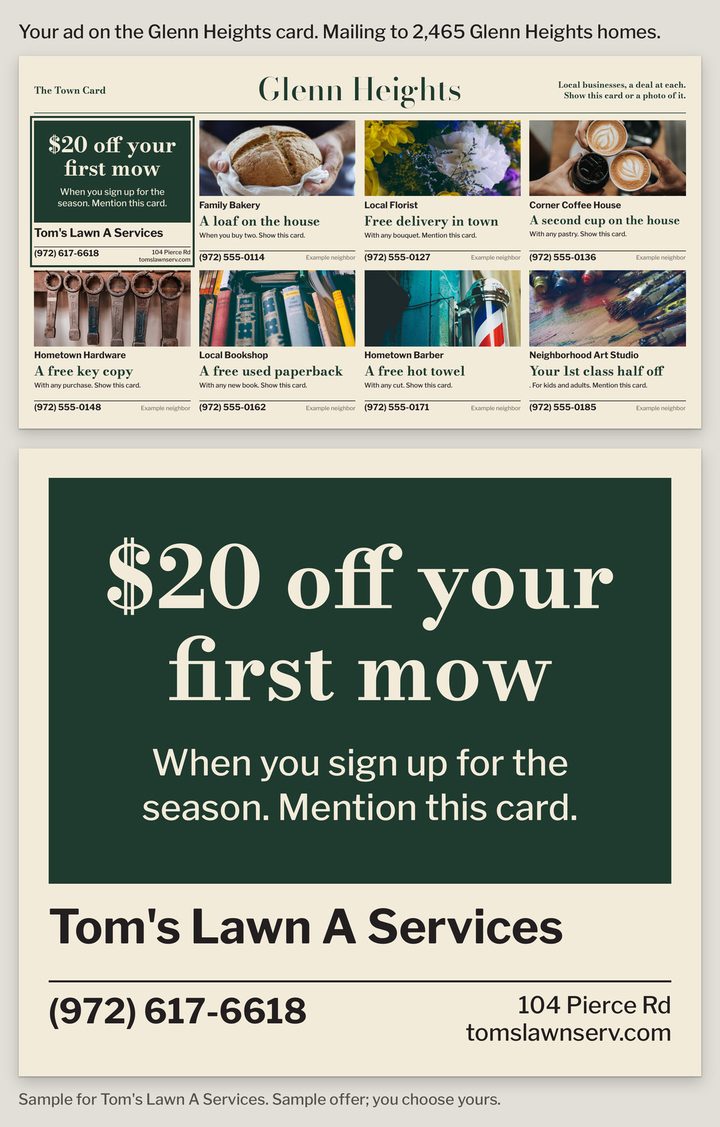 Your ad on the Glenn Heights card. Mailing to 2,465 Glenn Heights homes.
The Town Card
Glenn Heights
Local businesses, a deal at each.
Show this card or a photo of it.
$20 off your
first mow
When you sign up for the
season. Mention this card.
Tom's Lawn A Services
(972) 617-6618
104 Pierce Rd
tomslawnserv.com
Family Bakery
A loaf on the house
When you buy two. Show this card.
(972) 555-0114
Example neighbor
Local Florist
Free delivery in town
With any bouquet. Mention this card.
(972) 555-0127
Example neighbor
Corner Coffee House
A second cup on the house
With any pastry. Show this card.
(972) 555-0136
Example neighbor
Hometown Hardware
A free key copy
With any purchase. Show this card.
(972) 555-0148
Example neighbor
Local Bookshop
A free used paperback
With any new book. Show this card.
(972) 555-0162
Example neighbor
Hometown Barber
A free hot towel
With any cut. Show this card.
(972) 555-0171
Example neighbor
Neighborhood Art Studio
Your 1st class half off
. For kids and adults. Mention this card.
(972) 555-0185
Example neighbor
$20 off your
first mow
When you sign up for the
season. Mention this card.
Tom's Lawn A Services
(972) 617-6618
104 Pierce Rd
tomslawnserv.com
Sample for Tom's Lawn A Services. Sample offer; you choose yours.